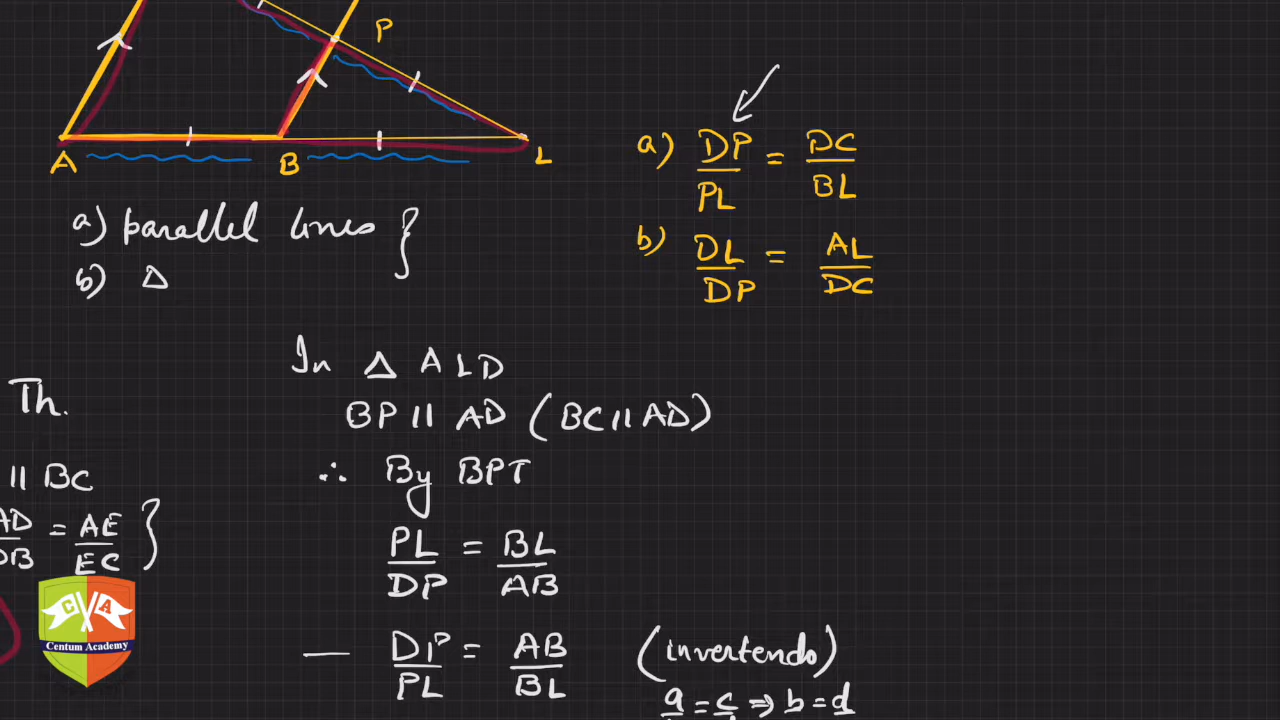 P
A B L
a) DP/PL = DC/BL
b) DL/DP = AL/DC
a) parallel lines }
b) Δ
In Δ ALD
BP || AD (BC || AD)
∴ By BPT
PL/DP = BL/AB
— DP/PL = AB/BL (invertendo)
a = c ⇒ b = d
Th.
|| BC
AD/DB = AE/EC }
C A
Centum Academy